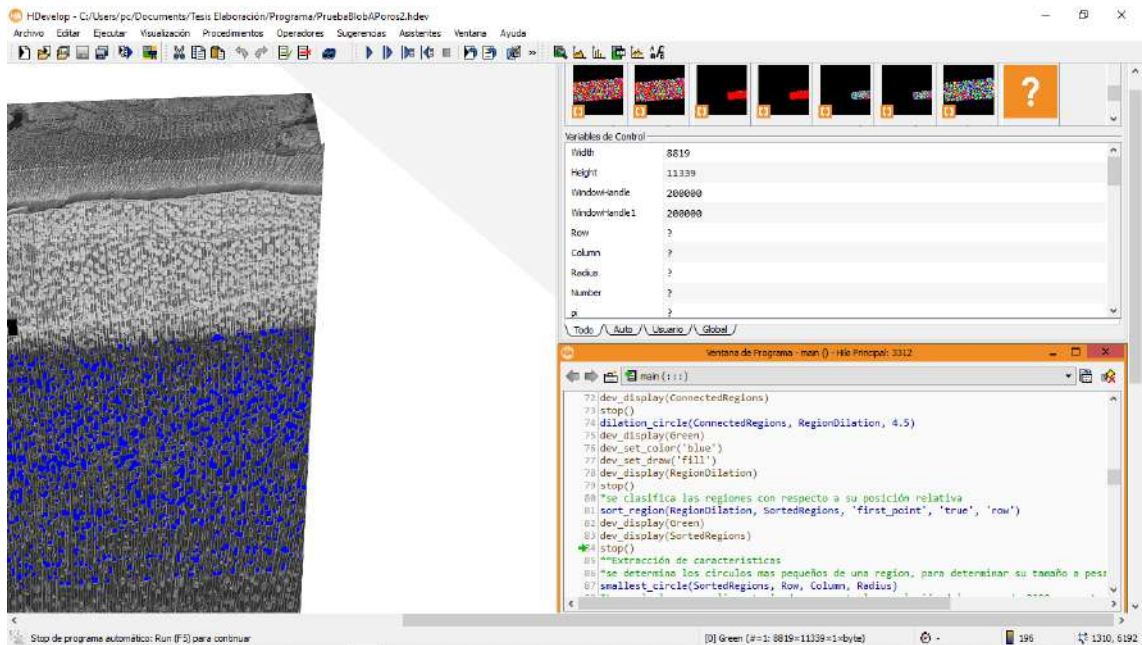 HDevelop - C:/Users/pc/Documents/Tesis Elaboración/Programa/PruebaBlobAPoros2.hdev
Archivo Editar Ejecutar Visualización Procedimientos Operadores Sugerencias Asistentes Ventana Ayuda
?
Variables de Control
Width 8819
Height 11339
WindowHandle 200000
WindowHandle1 200000
Row ?
Column ?
Radius ?
Number ?
pi ?
Todo Auto Usuario Global
Ventana de Programa - main () - Hilo Principal: 3312
main (:::)
72 dev_display(ConnectedRegions)
73 stop()
74 dilation_circle(ConnectedRegions, RegionDilation, 4.5)
75 dev_display(Green)
76 dev_set_color('blue')
77 dev_set_draw('fill')
78 dev_display(RegionDilation)
79 stop()
80 *se clasifica las regiones con respecto a su posición relativa
81 sort_region(RegionDilation, SortedRegions, 'first_point', 'true', 'row')
82 dev_display(Green)
83 dev_display(SortedRegions)
84 stop()
85 **Extracción de caracteristicas
86 *se determina los circulos mas pequeños de una region, para determinar su tamaño a pesa
87 smallest_circle(SortedRegions, Row, Column, Radius)
Stop de programa automático: Run (F5) para continuar
[0] Green (#=1: 8819×11339×1×byte)
-
196
1310, 6192